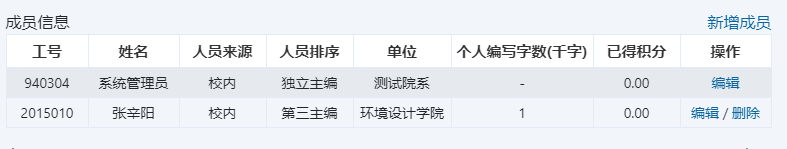 成员信息 新增成员
工号 姓名 人员来源 人员排序 单位 个人编写字数(千字) 已得积分 操作
940304 系统管理员 校内 独立主编 测试院系 - 0.00 编辑
2015010 张辛阳 校内 第三主编 环境设计学院 1 0.00 编辑 / 删除